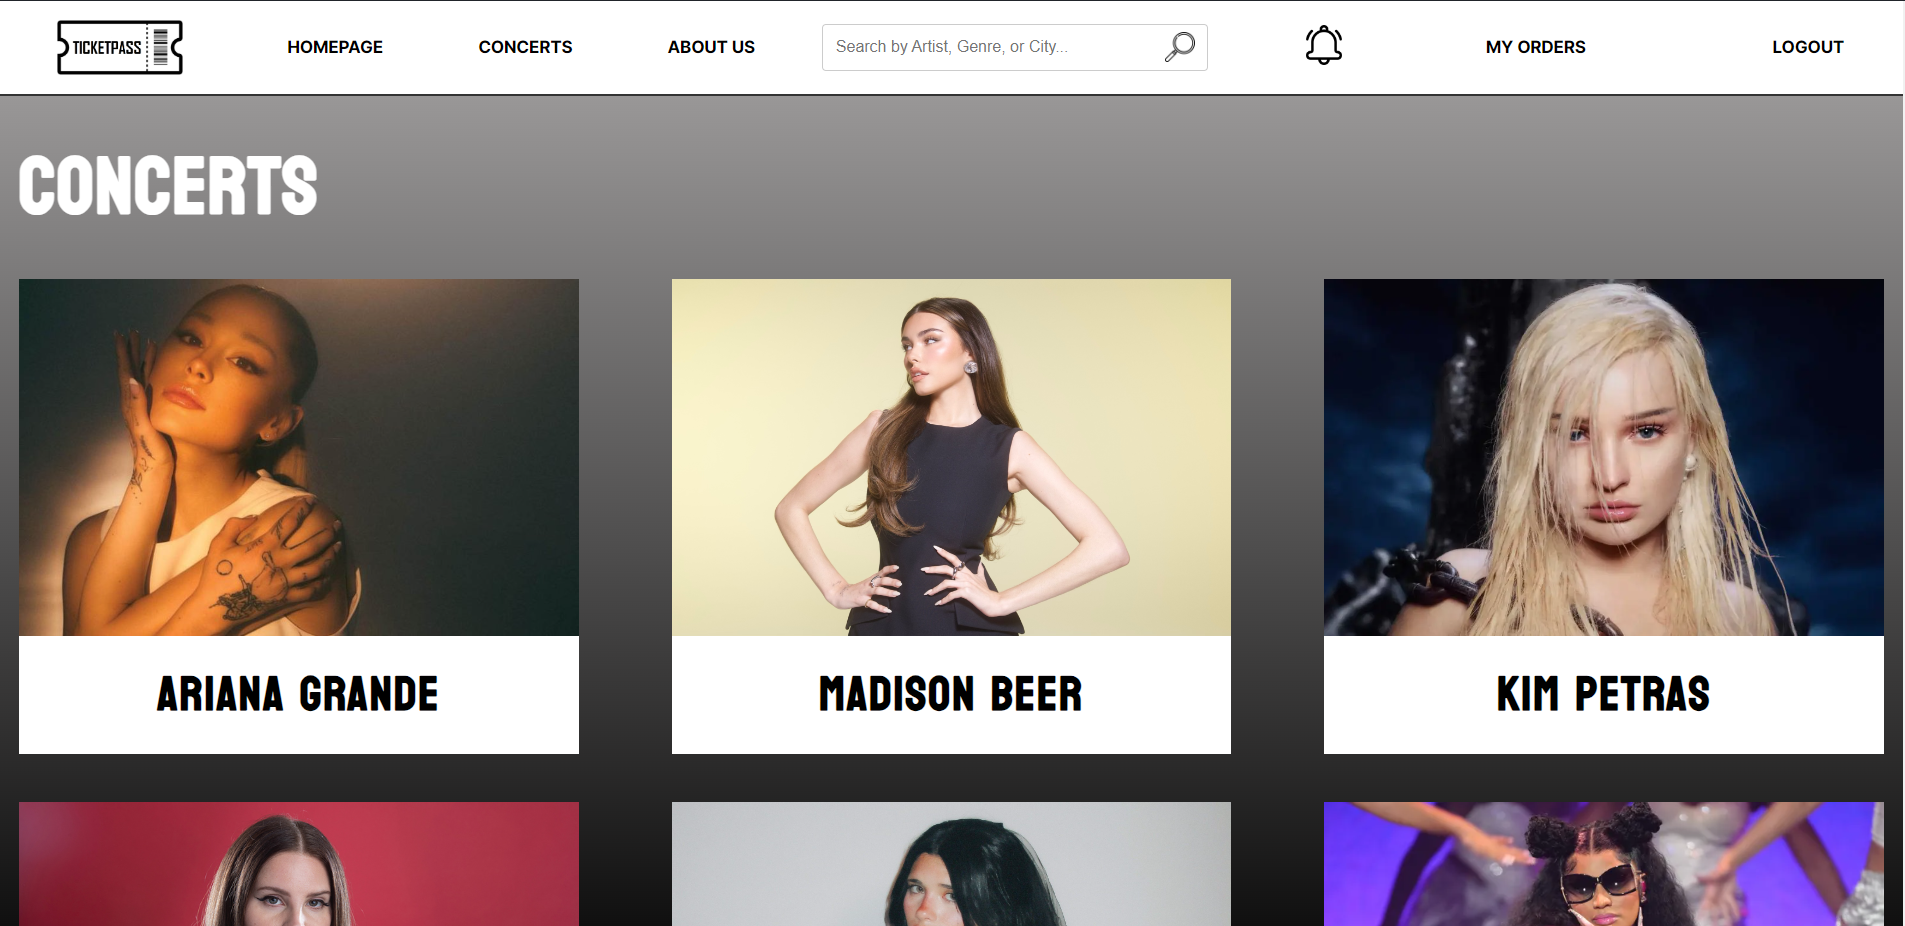 TICKETPASS
HOMEPAGE
CONCERTS
ABOUT US
Search by Artist, Genre, or City...
MY ORDERS
LOGOUT
CONCERTS
ARIANA GRANDE
MADISON BEER
KIM PETRAS